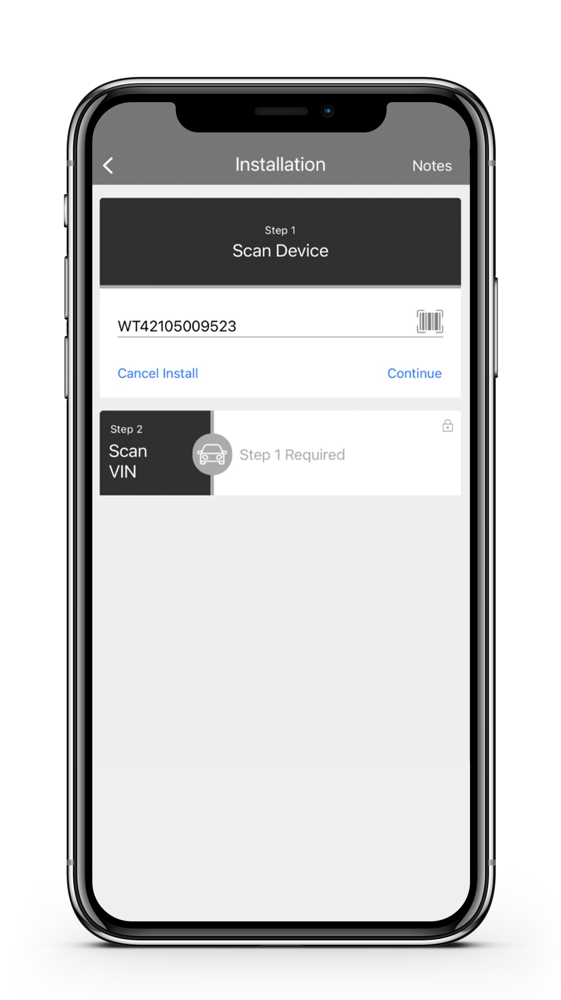 Installation
Notes
Step 1
Scan Device
WT42105009523
Cancel Install
Continue
Step 2
Scan
VIN
Step 1 Required